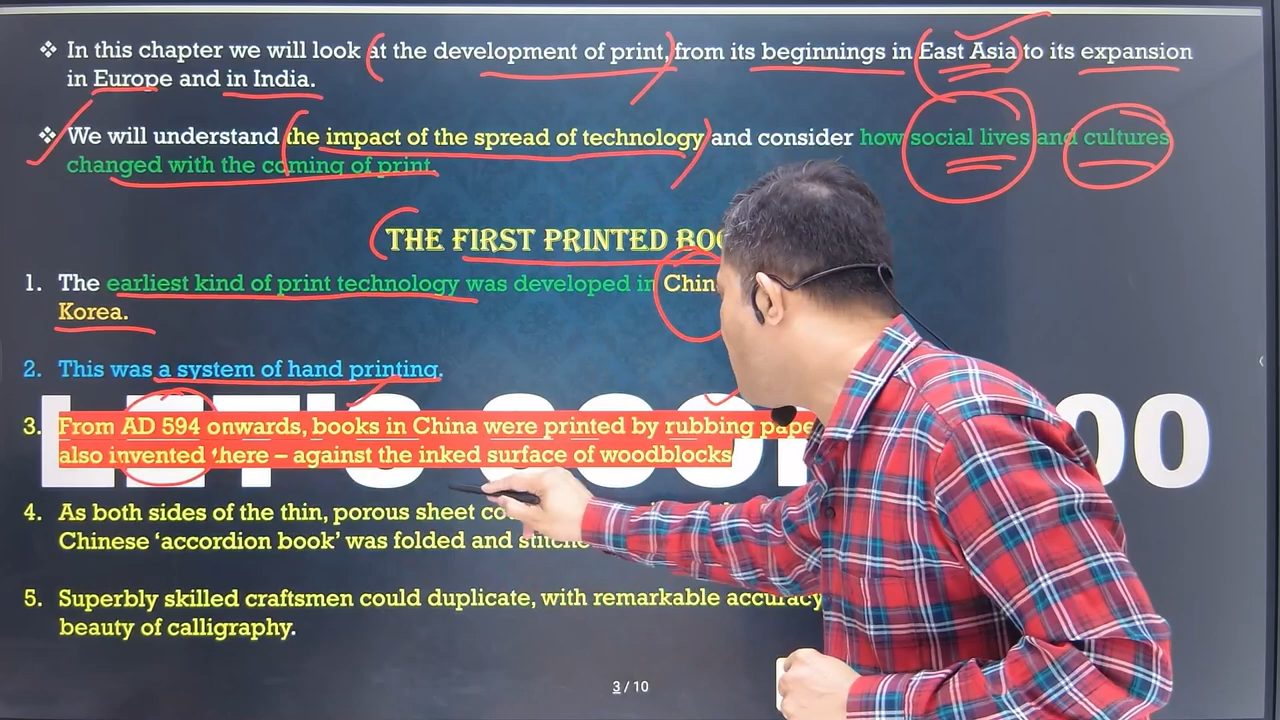 ❖ In this chapter we will look at the development of print, from its beginnings in East Asia to its expansion
in Europe and in India.
❖ We will understand the impact of the spread of technology and consider how social lives and cultures
changed with the coming of print.
THE FIRST PRINTED
1. The earliest kind of print technology was developed in
Korea.
2. This was a system of hand printing.
3. From AD 594 onwards, books in China were printed by rubbing
also invented there – against the inked surface of woodblocks
4. As both sides of the thin, porous sheet
Chinese ‘accordion book’ was folded and
5. Superbly skilled craftsmen could duplicate, with remarkable accuracy
beauty of calligraphy.
3 / 10